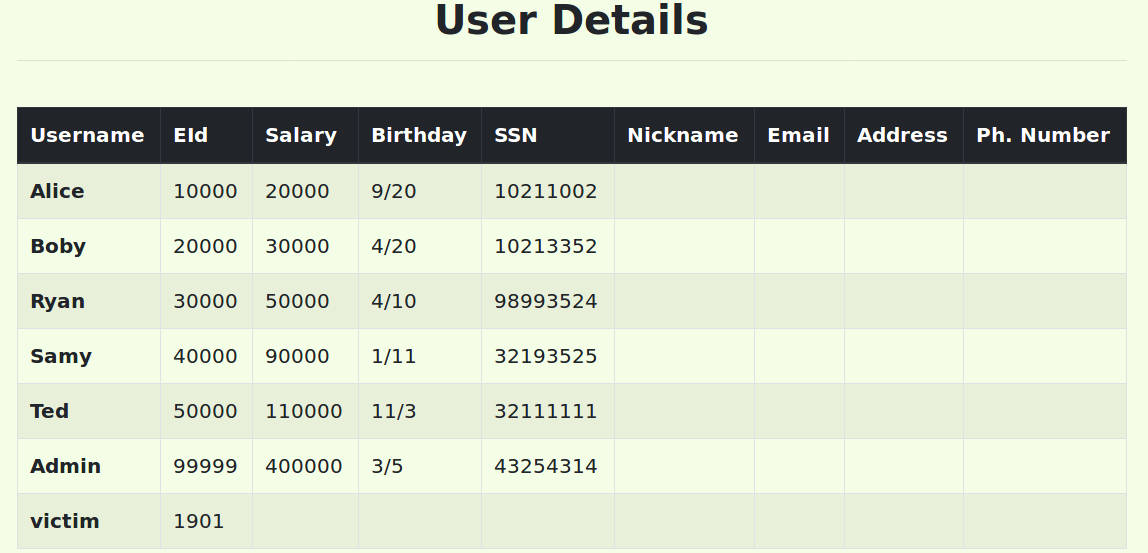 User Details
Username EId Salary Birthday SSN Nickname Email Address Ph. Number
Alice 10000 20000 9/20 10211002
Boby 20000 30000 4/20 10213352
Ryan 30000 50000 4/10 98993524
Samy 40000 90000 1/11 32193525
Ted 50000 110000 11/3 32111111
Admin 99999 400000 3/5 43254314
victim 1901